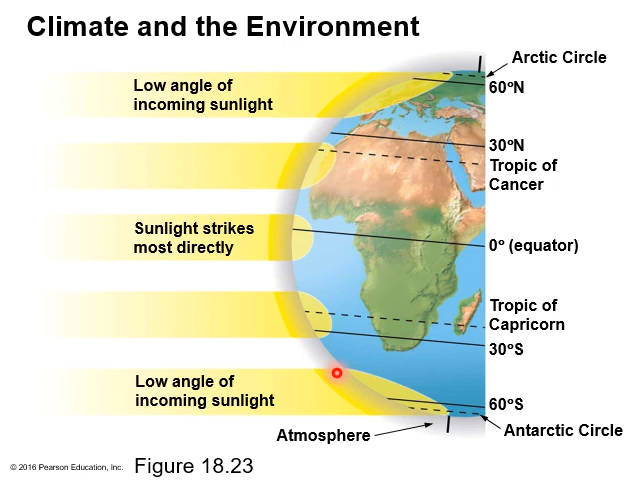 Climate and the Environment
Arctic Circle
Low angle of
incoming sunlight
60°N
30°N
Tropic of
Cancer
Sunlight strikes
most directly
0° (equator)
Tropic of
Capricorn
30°S
Low angle of
incoming sunlight
60°S
Atmosphere
Antarctic Circle
© 2016 Pearson Education, Inc.
Figure 18.23